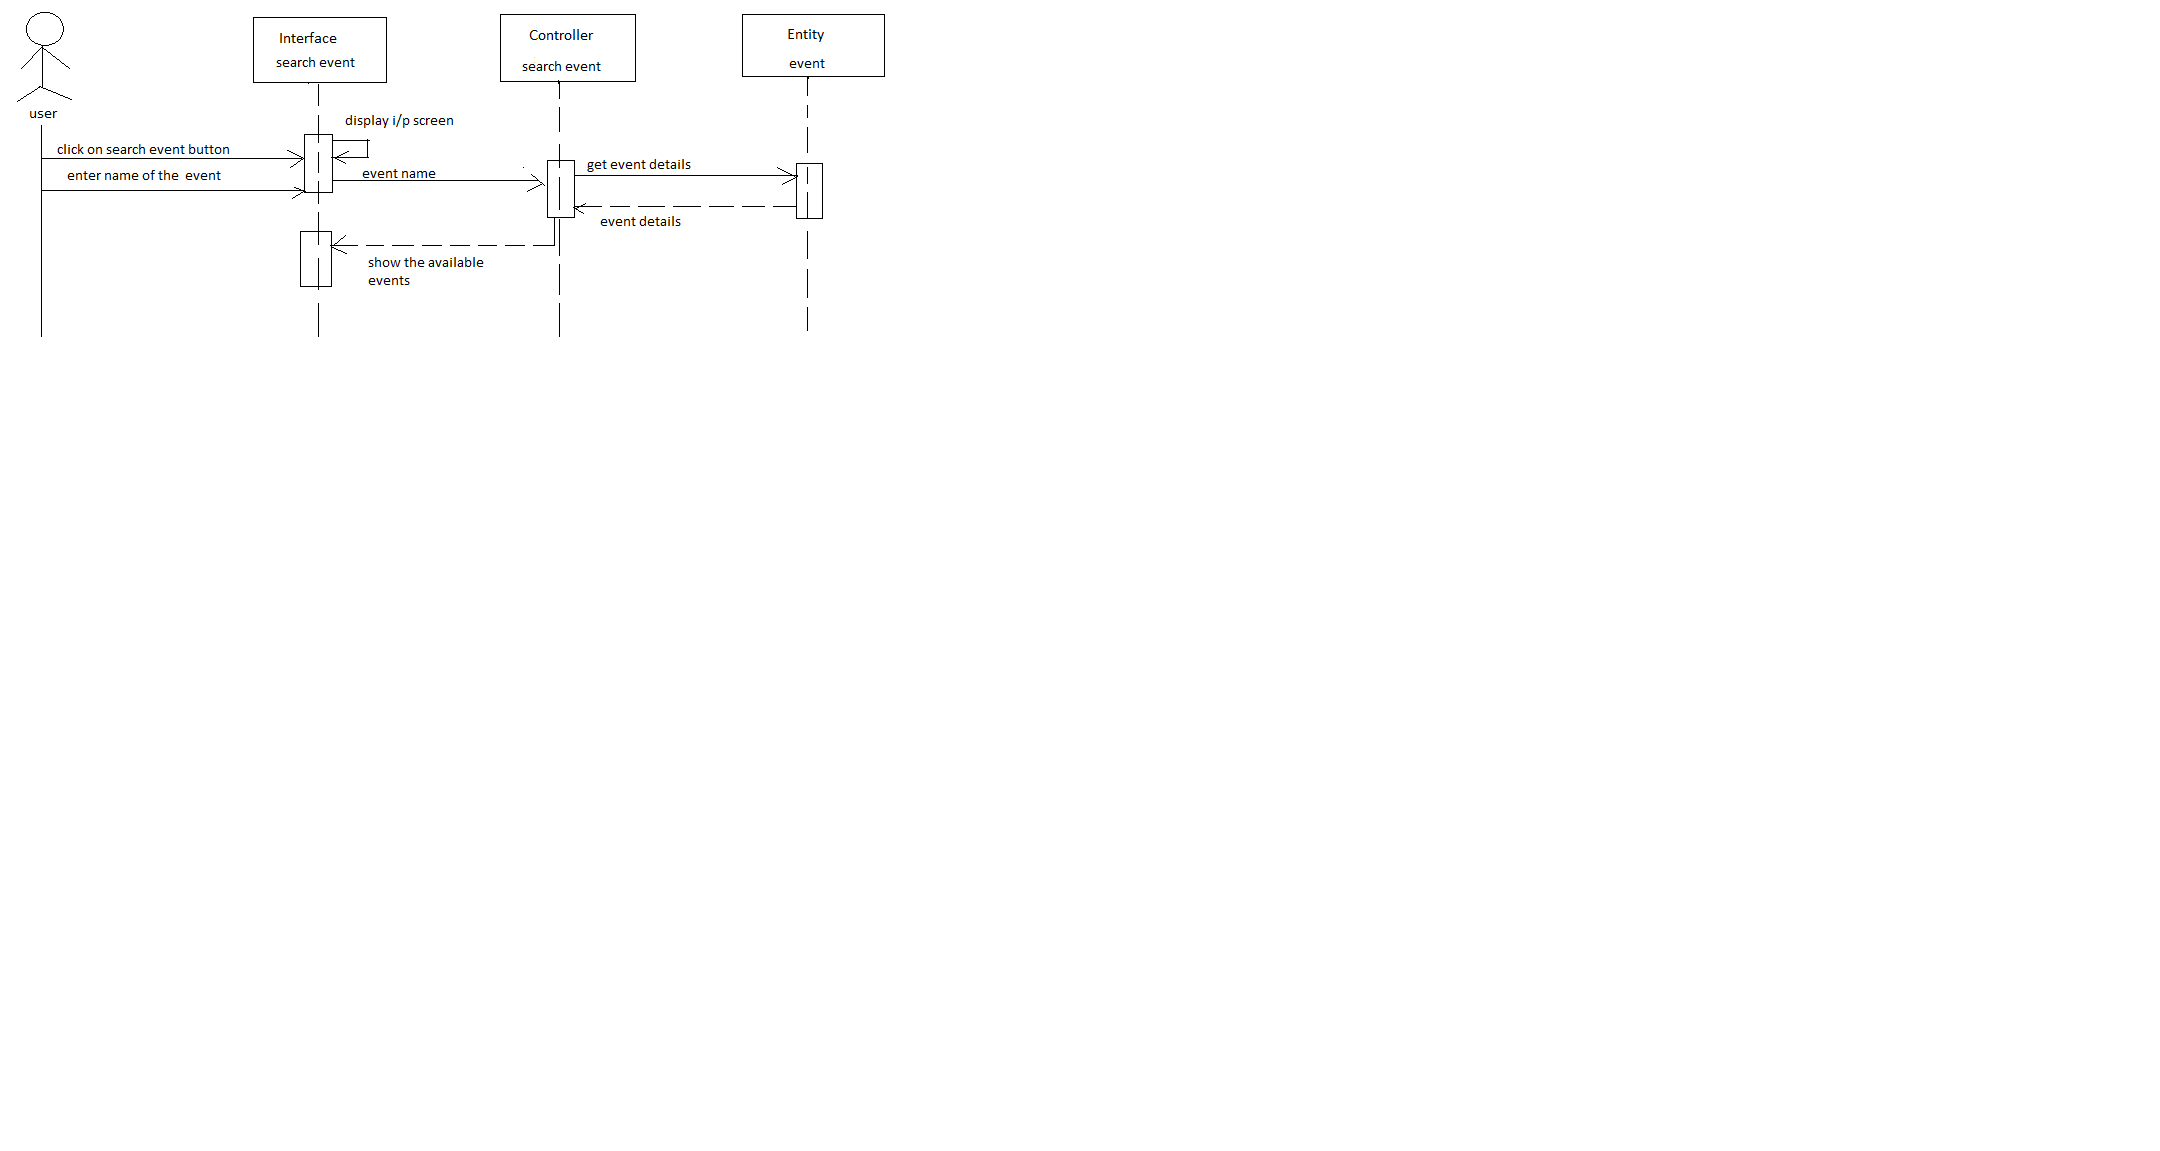 Interface
search event
Controller
search event
Entity
event
user
display i/p screen
click on search event button
enter name of the  event
event name
get event details
event details
show the available
events